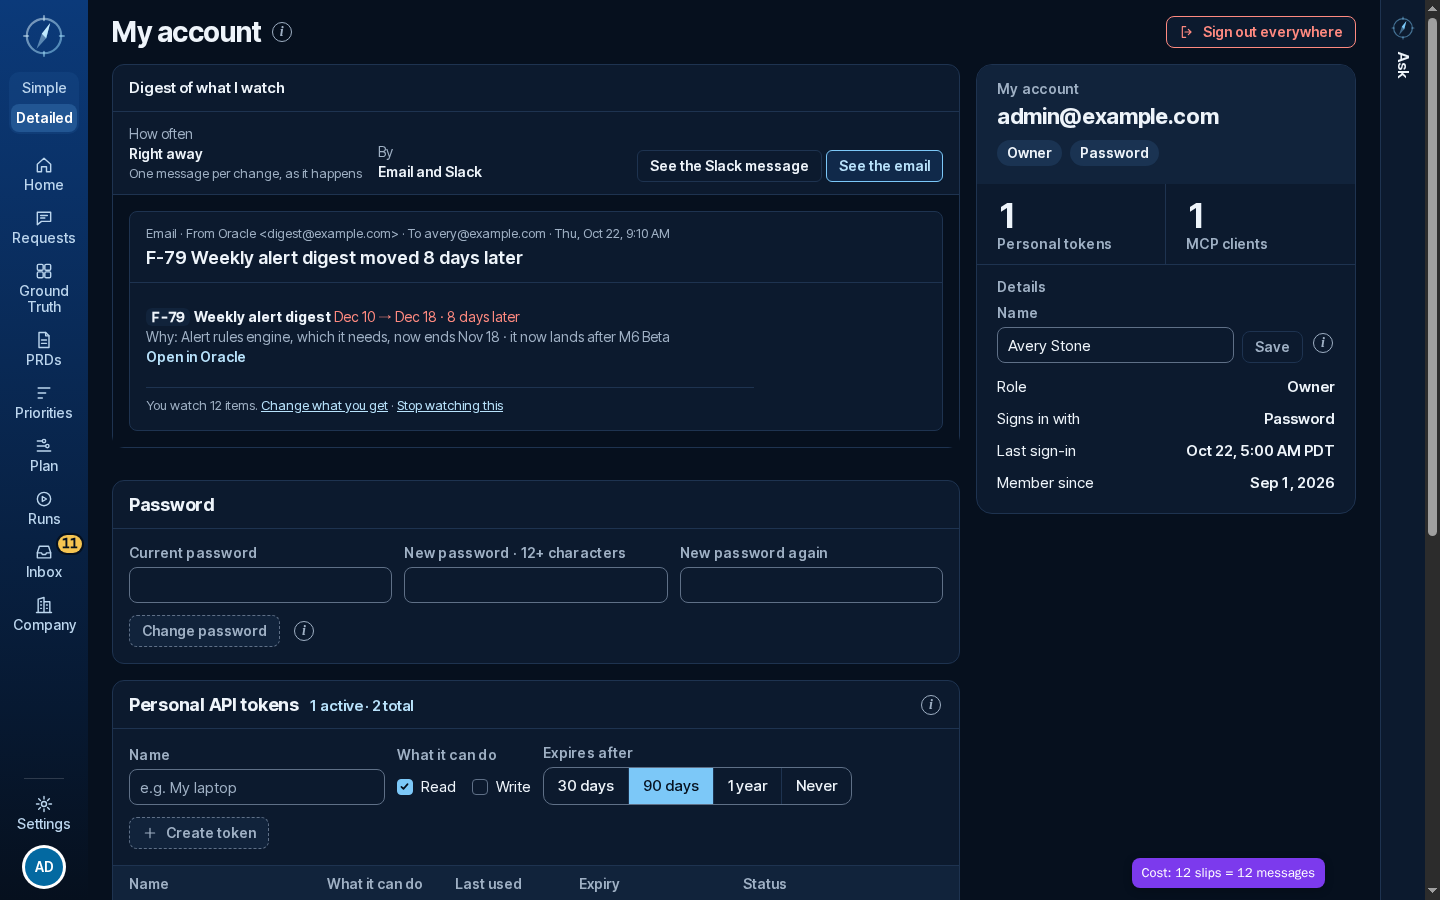 Simple
Detailed
Home
Requests
Ground
Truth
PRDs
Priorities
Plan
Runs
11
Inbox
Company
Settings
AD
My account
i
Sign out everywhere
Digest of what I watch
How often
Right away
One message per change, as it happens
By
Email and Slack
See the Slack message
See the email
Email · From Oracle <digest@example.com> · To avery@example.com · Thu, Oct 22, 9:10 AM
F-79 Weekly alert digest moved 8 days later
F-79 Weekly alert digest Dec 10 → Dec 18 · 8 days later
Why: Alert rules engine, which it needs, now ends Nov 18 · it now lands after M6 Beta
Open in Oracle
You watch 12 items. Change what you get · Stop watching this
Password
Current password
New password · 12+ characters
New password again
Change password
i
Personal API tokens 1 active · 2 total
i
Name
What it can do
Expires after
e.g. My laptop
Read
Write
30 days
90 days
1 year
Never
Create token
Name
What it can do
Last used
Expiry
Status
My account
admin@example.com
Owner
Password
1
Personal tokens
1
MCP clients
Details
Name
Avery Stone
Save
i
Role
Owner
Signs in with
Password
Last sign-in
Oct 22, 5:00 AM PDT
Member since
Sep 1, 2026
Cost: 12 slips = 12 messages
Ask